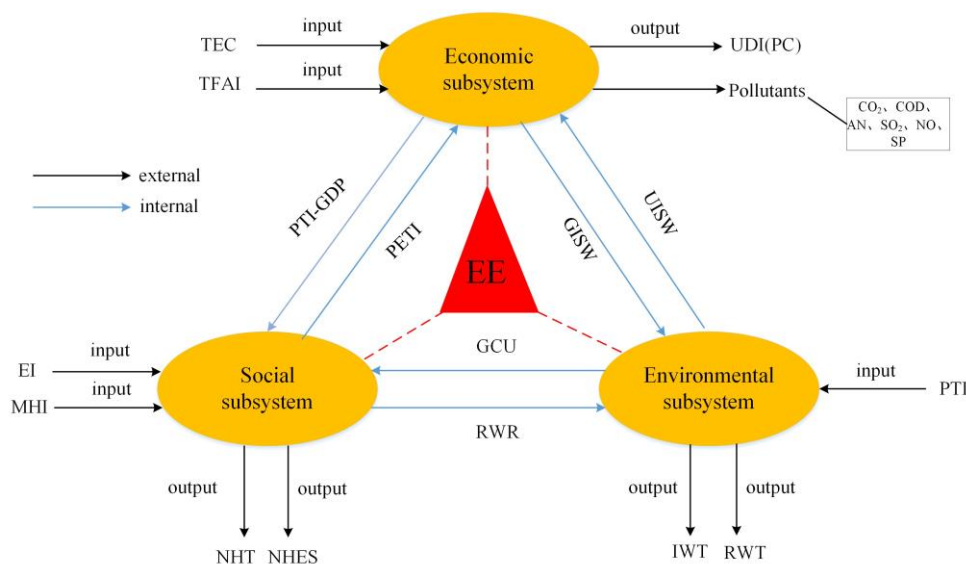 TEC
input
TFAI
input
Economic
subsystem
output
UDI(PC)
Pollutants
CO₂、COD、
AN、SO₂、NO、
SP
external
internal
PTI-GDP
PETI
GISW
UISW
EE
GCU
RWR
EI
input
MHI
input
Social
subsystem
Environmental
subsystem
input
PTI
output
output
NHT
NHES
output
output
IWT
RWT